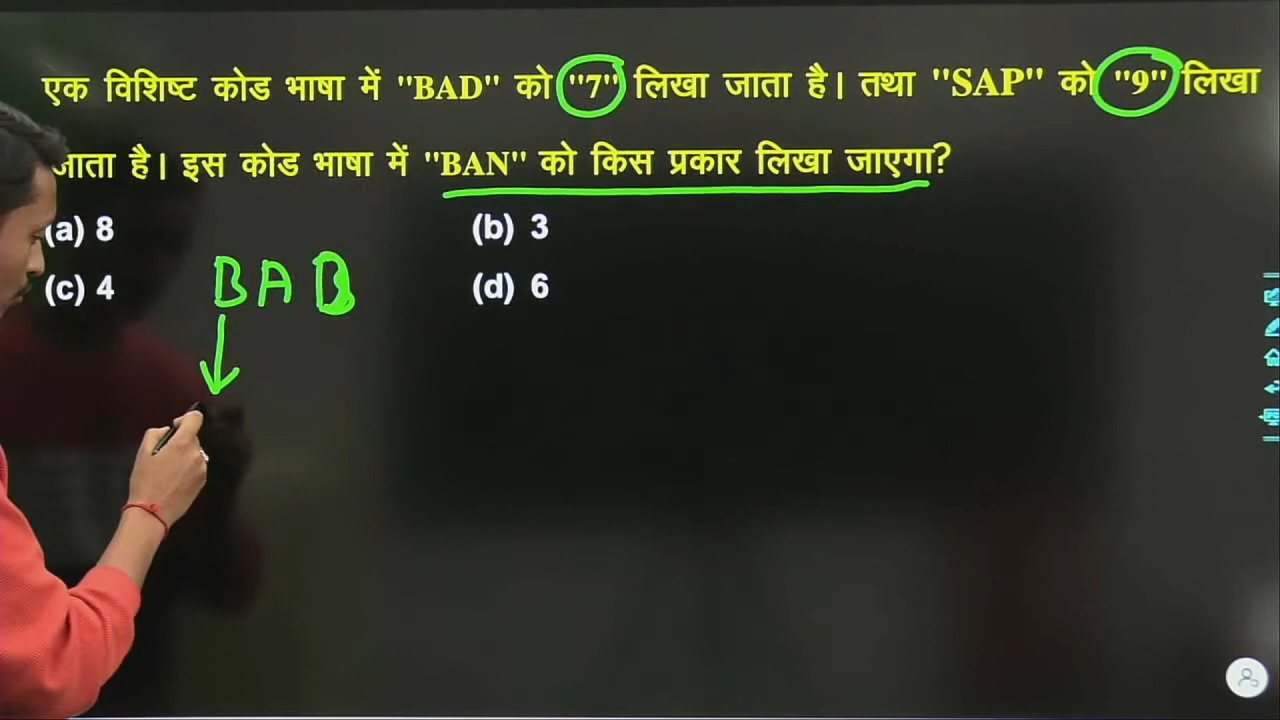 एक विशिष्ट कोड भाषा में "BAD" को "7" लिखा जाता है। तथा "SAP" को "9" लिखा
जाता है। इस कोड भाषा में "BAN" को किस प्रकार लिखा जाएगा?
(a) 8 (b) 3
(c) 4 (d) 6
BAD